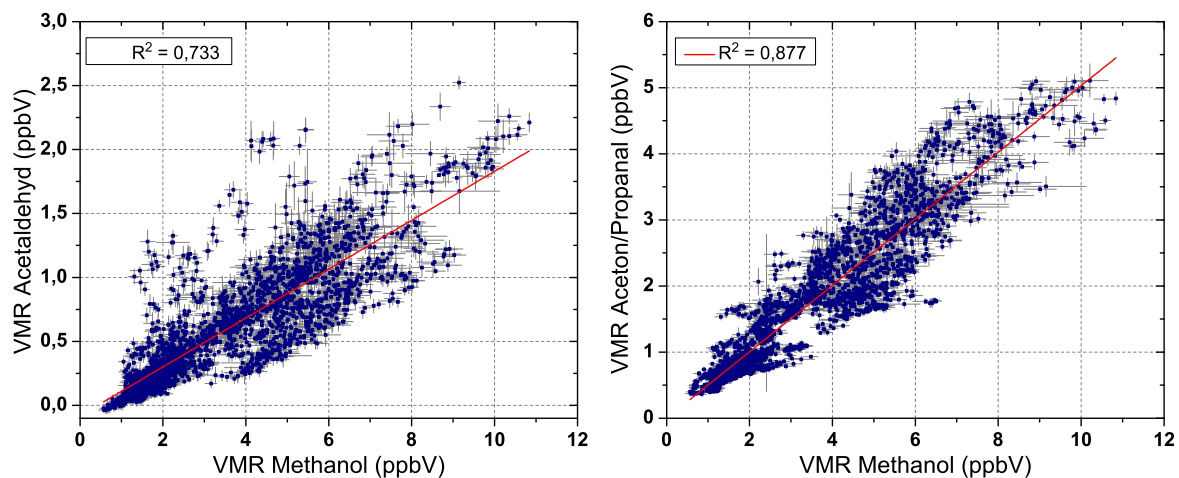 3,0
2,5
2,0
1,5
1,0
0,5
0,0
VMR Acetaldehyd (ppbV)
R² = 0,733
0 2 4 6 8 10 12
VMR Methanol (ppbV)
6
5
4
3
2
1
0
VMR Aceton/Propanal (ppbV)
R² = 0,877
0 2 4 6 8 10 12
VMR Methanol (ppbV)